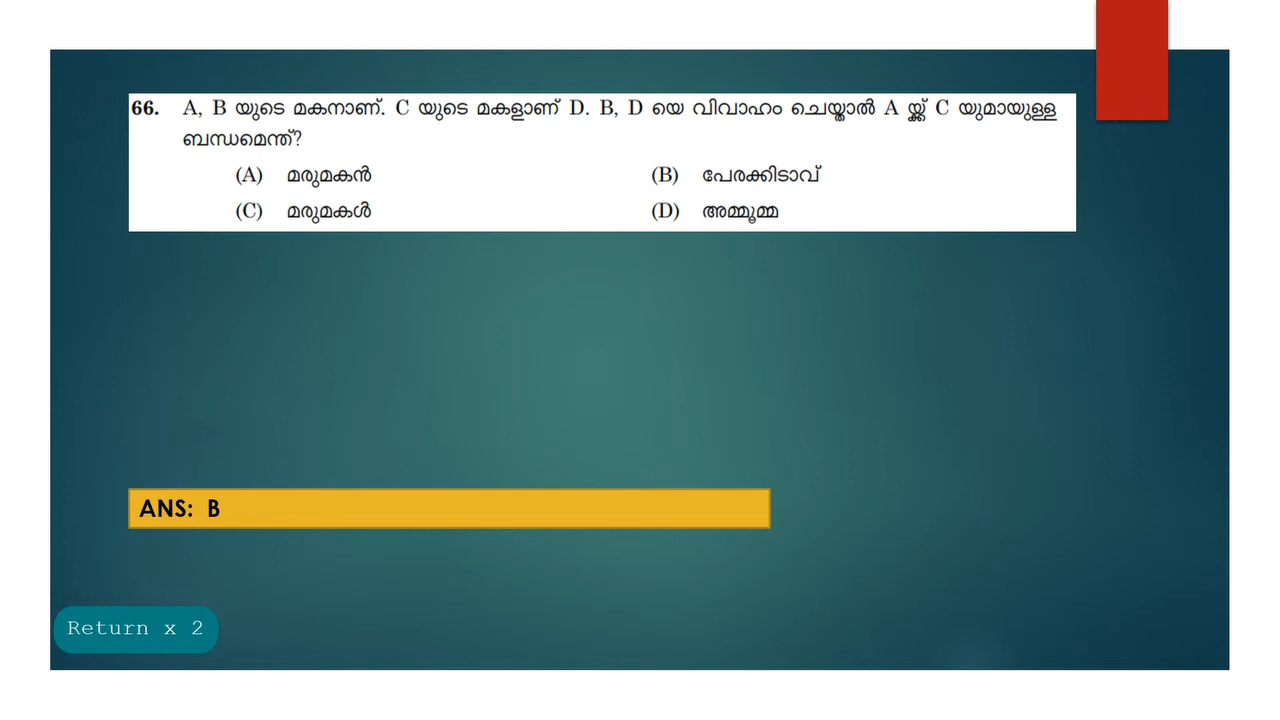 66. A, B യുടെ മകനാണ്. C യുടെ മകളാണ് D. B, D യെ വിവാഹം ചെയ്താൽ A യ്ക്ക് C യുമായുള്ള
ബന്ധമെന്ത്?
(A) മരുമകൻ (B) പേരക്കിടാവ്
(C) മരുമകൾ (D) അമ്മൂമ്മ
ANS: B
Return x 2